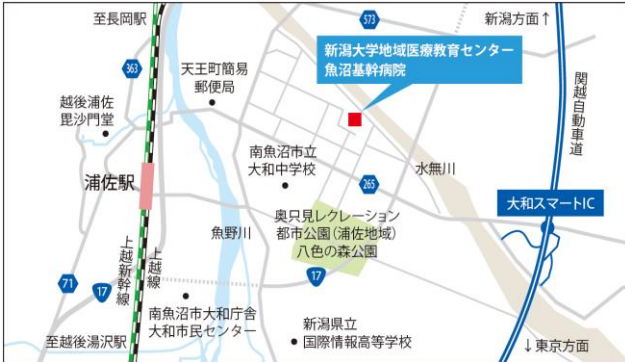 至長岡駅
573
新潟方面↑
新潟大学地域医療教育センター
魚沼基幹病院
363
天王町簡易
郵便局
関越自動車道
越後浦佐
毘沙門堂
南魚沼市立
大和中学校
水無川
浦佐駅
265
大和スマートIC
奥只見レクレーション
都市公園(浦佐地域)
八色の森公園
魚野川
上越新幹線
上越線
17
71
17
南魚沼市大和庁舎
大和市民センター
新潟県立
国際情報高等学校
至越後湯沢駅
↓東京方面